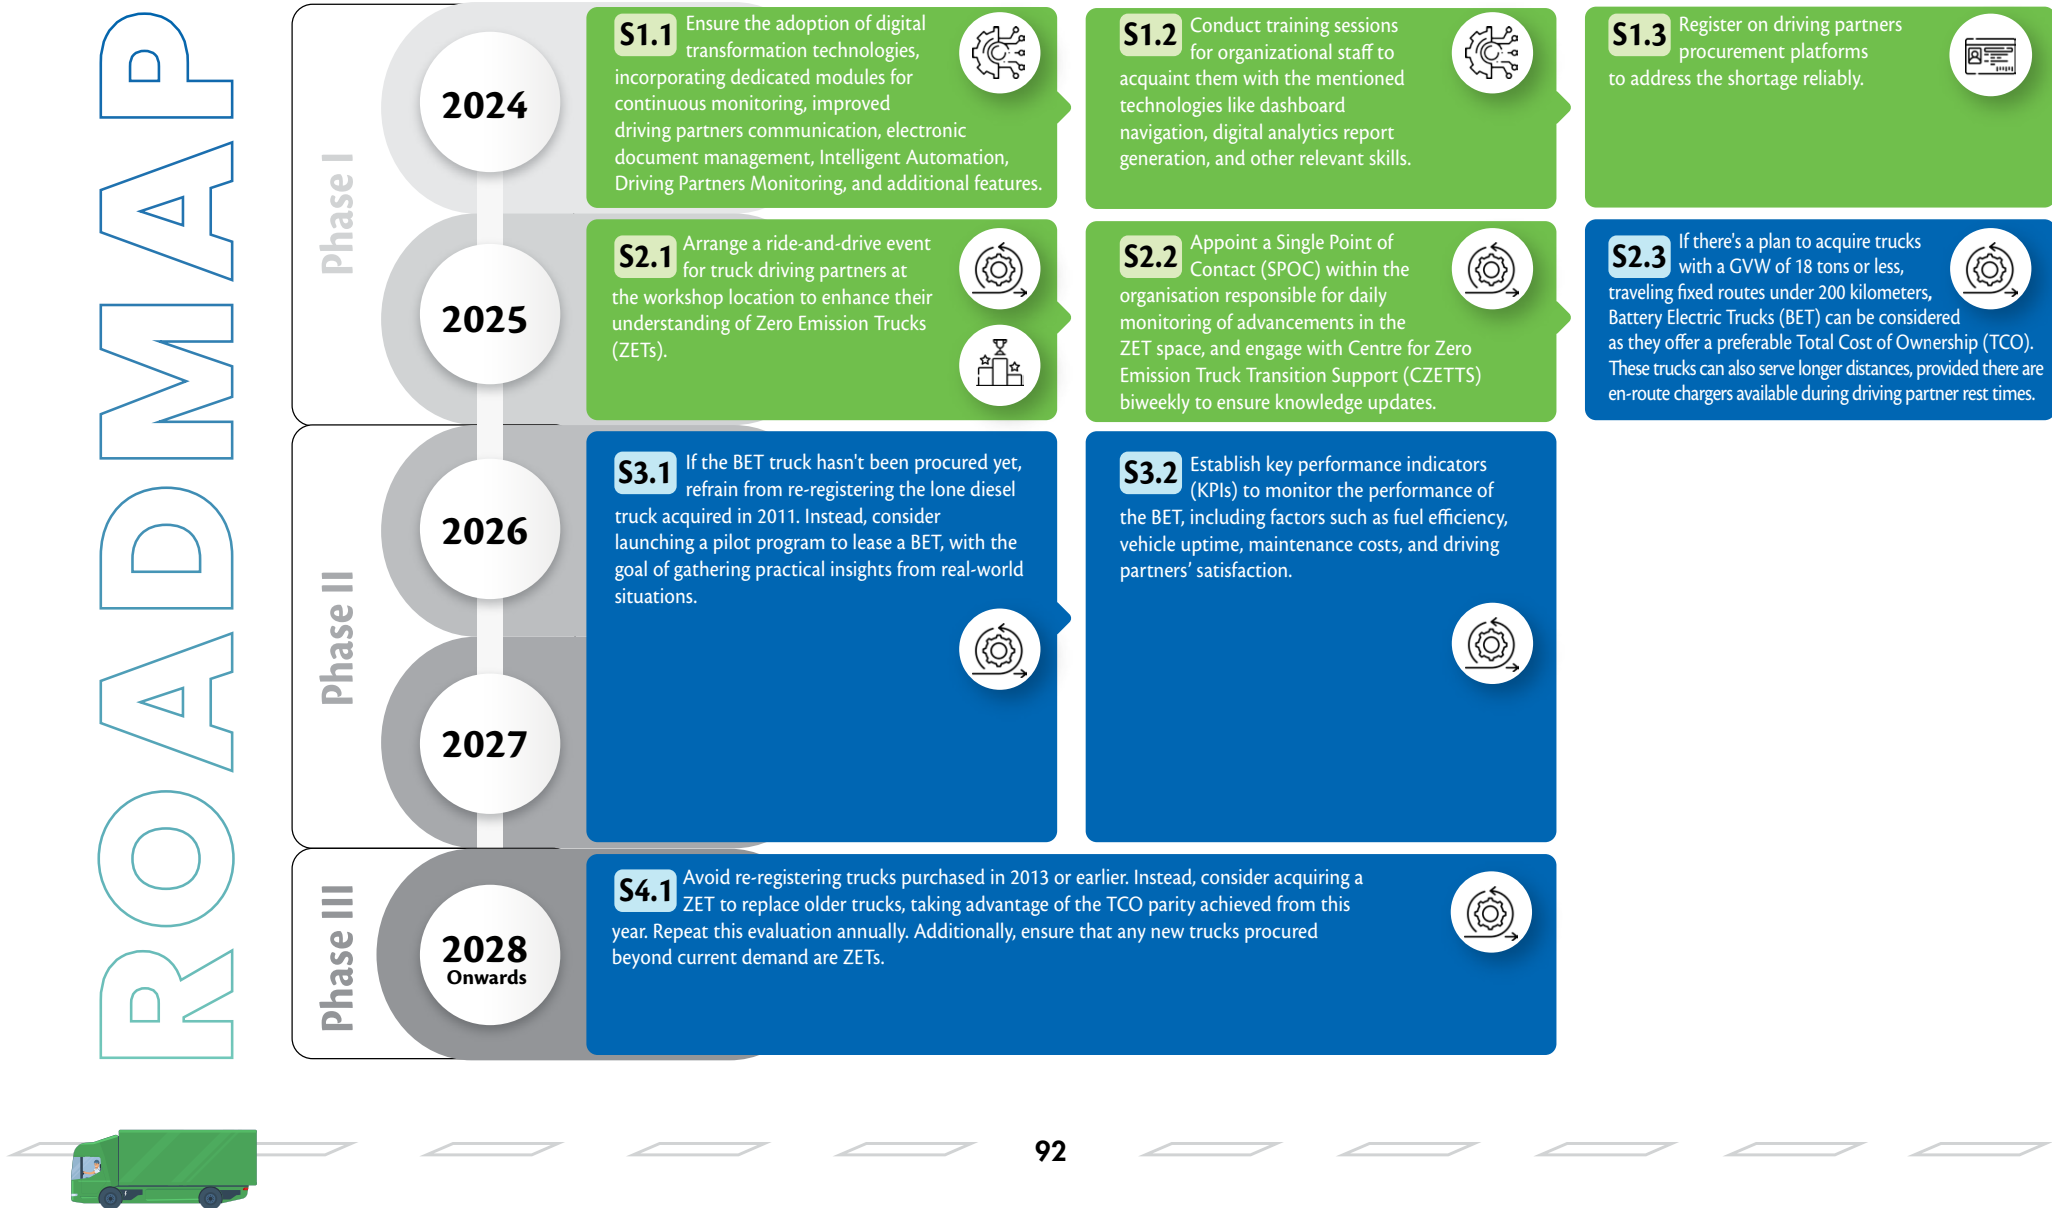 ROADMAP
Phase I
2024
S1.1 Ensure the adoption of digital
transformation technologies,
incorporating dedicated modules for
continuous monitoring, improved
driving partners communication, electronic
document management, Intelligent Automation,
Driving Partners Monitoring, and additional features.
S1.2 Conduct training sessions
for organizational staff to
acquaint them with the mentioned
technologies like dashboard
navigation, digital analytics report
generation, and other relevant skills.
S1.3 Register on driving partners
procurement platforms
to address the shortage reliably.
2025
S2.1 Arrange a ride-and-drive event
for truck driving partners at
the workshop location to enhance their
understanding of Zero Emission Trucks
(ZETs).
S2.2 Appoint a Single Point of
Contact (SPOC) within the
organisation responsible for daily
monitoring of advancements in the
ZET space, and engage with Centre for Zero
Emission Truck Transition Support (CZETTS)
biweekly to ensure knowledge updates.
S2.3 If there's a plan to acquire trucks
with a GVW of 18 tons or less,
traveling fixed routes under 200 kilometers,
Battery Electric Trucks (BET) can be considered
as they offer a preferable Total Cost of Ownership (TCO).
These trucks can also serve longer distances, provided there are
en-route chargers available during driving partner rest times.
Phase II
2026
2027
S3.1 If the BET truck hasn't been procured yet,
refrain from re-registering the lone diesel
truck acquired in 2011. Instead, consider
launching a pilot program to lease a BET, with the
goal of gathering practical insights from real-world
situations.
S3.2 Establish key performance indicators
(KPIs) to monitor the performance of
the BET, including factors such as fuel efficiency,
vehicle uptime, maintenance costs, and driving
partners' satisfaction.
Phase III
2028
Onwards
S4.1 Avoid re-registering trucks purchased in 2013 or earlier. Instead, consider acquiring a
ZET to replace older trucks, taking advantage of the TCO parity achieved from this
year. Repeat this evaluation annually. Additionally, ensure that any new trucks procured
beyond current demand are ZETs.
92